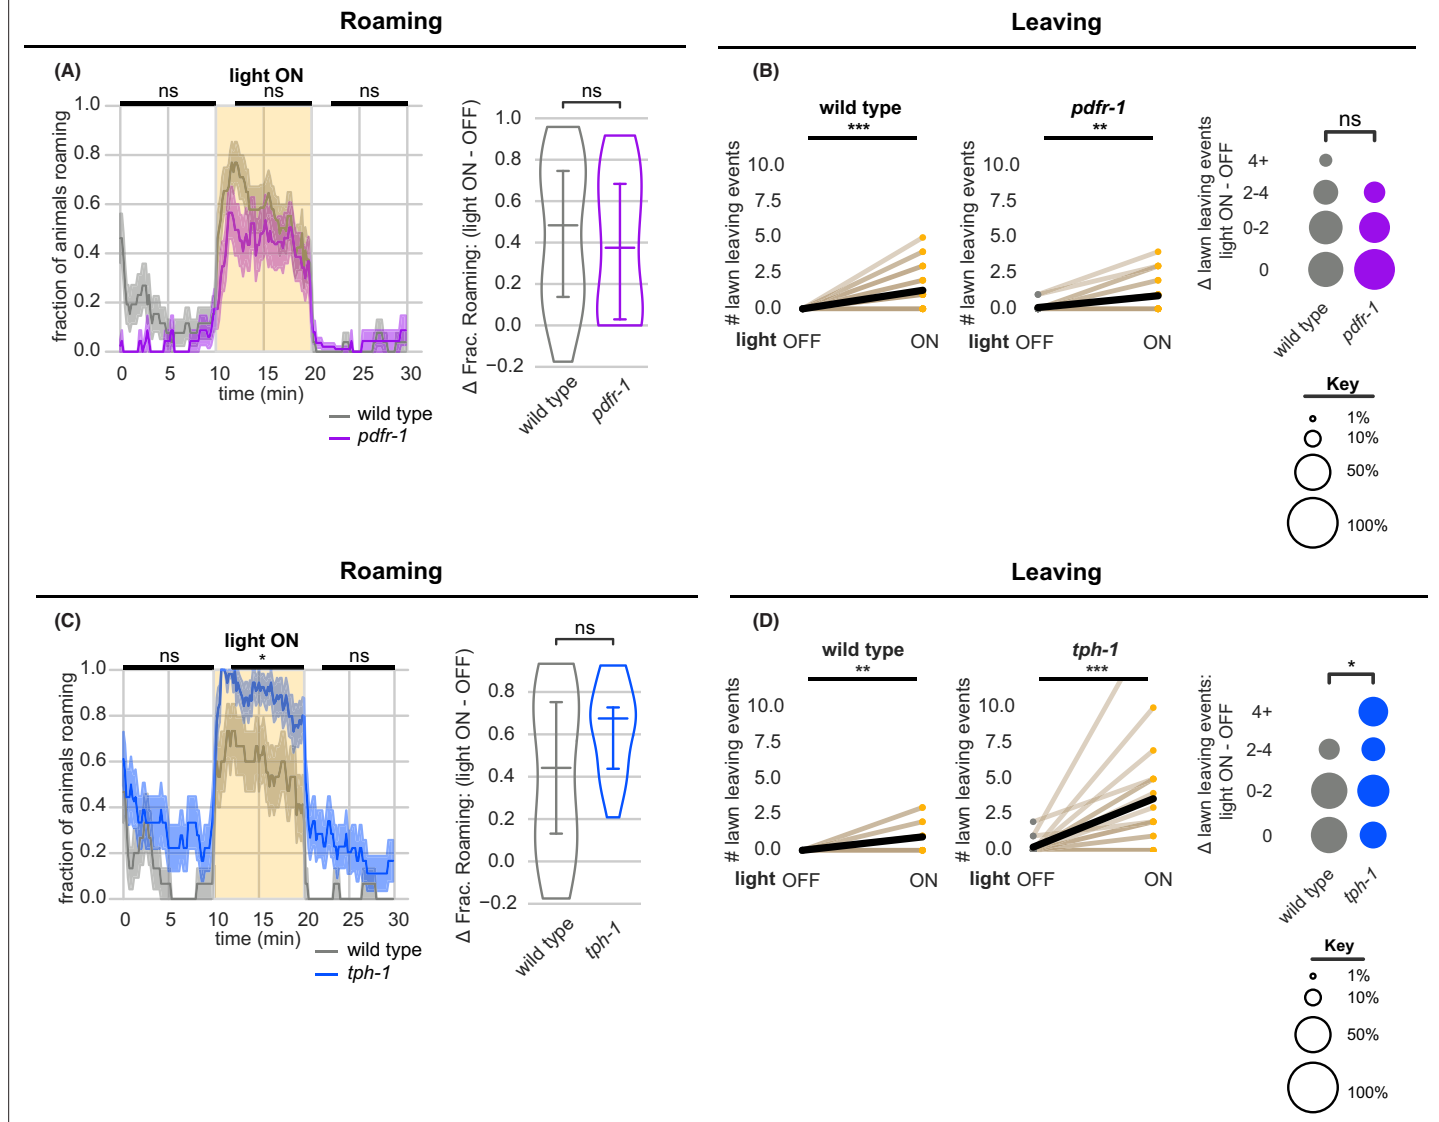 Roaming
Leaving
(A)
light ON
ns
ns
ns
fraction of animals roaming
1.0
0.8
0.6
0.4
0.2
0.0
0 5 10 15 20 25 30
time (min)
wild type
pdfr-1
Δ Frac. Roaming: (light ON - OFF)
ns
1.0
0.8
0.6
0.4
0.2
0.0
−0.2
wild type
pdfr-1
(B)
wild type
***
# lawn leaving events
10.0
7.5
5.0
2.5
0.0
light OFF ON
pdfr-1
**
# lawn leaving events
10.0
7.5
5.0
2.5
0.0
light OFF ON
Δ lawn leaving events
light ON - OFF
ns
4+
2-4
0-2
0
wild type
pdfr-1
Key
1%
10%
50%
100%
Roaming
Leaving
(C)
light ON
ns
*
ns
fraction of animals roaming
1.0
0.8
0.6
0.4
0.2
0.0
0 5 10 15 20 25 30
time (min)
wild type
tph-1
Δ Frac. Roaming: (light ON - OFF)
ns
0.8
0.6
0.4
0.2
0.0
−0.2
wild type
tph-1
(D)
wild type
**
# lawn leaving events
10.0
7.5
5.0
2.5
0.0
light OFF ON
tph-1
***
# lawn leaving events
10.0
7.5
5.0
2.5
0.0
light OFF ON
Δ lawn leaving events:
light ON - OFF
*
4+
2-4
0-2
0
wild type
tph-1
Key
1%
10%
50%
100%